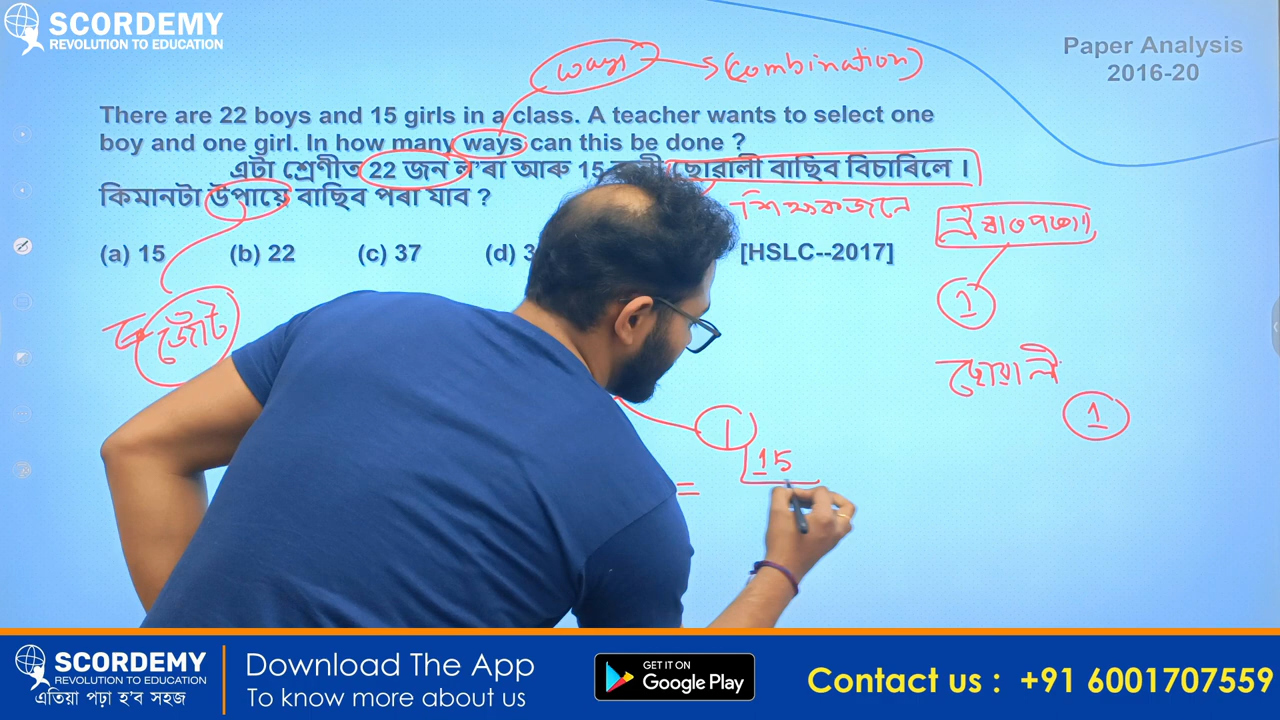 SCORDEMY
REVOLUTION TO EDUCATION
Paper Analysis
2016-20
ways
(combination)
There are 22 boys and 15 girls in a class. A teacher wants to select one
boy and one girl. In how many ways can this be done ?
এটা শ্ৰেণীত 22 জন ল'ৰা আৰু 15 ছোৱালী বাছিব বিচাৰিলে ।
কিমানটা উপায়ে বাছিব পৰা যাব ?
শিক্ষকজনে
(a) 15 (b) 22 (c) 37 (d) 3 [HSLC--2017]
1
জোঁট
ছোৱালী
1
1
15
=
SCORDEMY
REVOLUTION TO EDUCATION
এতিয়া পঢ়া হ'ব সহজ
Download The App
To know more about us
GET IT ON
Google Play
Contact us : +91 6001707559